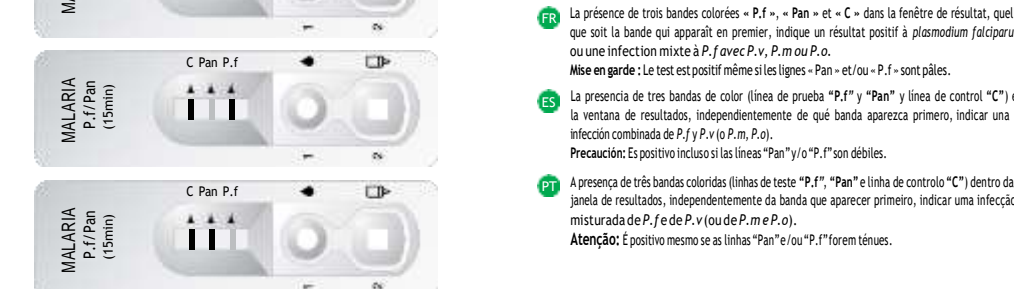 MA
1
2
C Pan P.f
MALARIA
P.f/Pan
(15min)
1
2
C Pan P.f
MALARIA
P.f/Pan
(15min)
1
2
FR
La présence de trois bandes colorées « P.f », « Pan » et « C » dans la fenêtre de résultat, quel
que soit la bande qui apparaît en premier, indique un résultat positif à plasmodium falciparu
ou une infection mixte à P.f avec P.v, P.m ou P.o.
Mise en garde : Le test est positif même si les lignes « Pan » et/ou « P.f » sont pâles.
ES
La presencia de tres bandas de color (línea de prueba “P.f” y “Pan” y línea de control “C”) e
la ventana de resultados, independientemente de qué banda aparezca primero, indicar una
infección combinada de P.f y P.v (o P.m, P.o).
Precaución: Es positivo incluso si las líneas “Pan” y/o “P.f” son débiles.
PT
A presença de três bandas coloridas (linhas de teste “P.f”, “Pan” e linha de controlo “C”) dentro da
janela de resultados, independentemente da banda que aparecer primeiro, indicar uma infecção
misturada de P.f e de P.v (ou de P.m e P.o).
Atenção: É positivo mesmo se as linhas “Pan” e/ou “P.f” forem ténues.